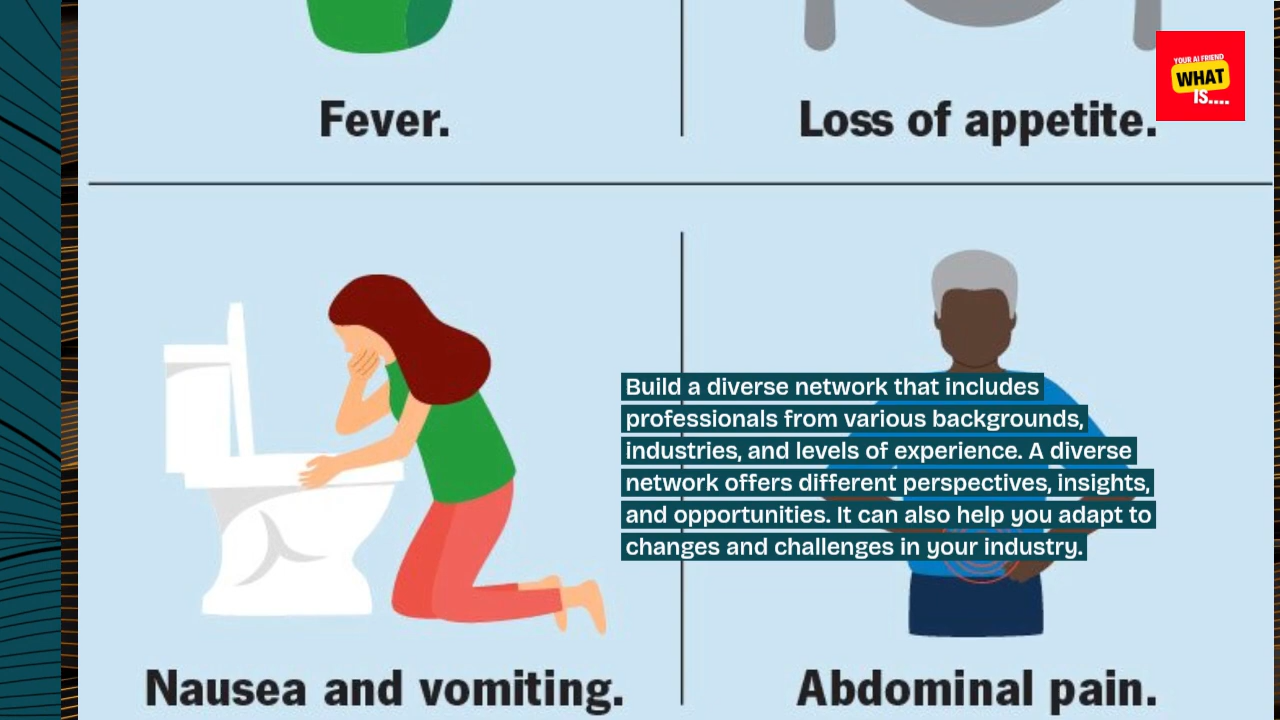 YOUR AI FRIEND
WHAT
IS....
Fever.
Loss of appetite.
Build a diverse network that includes
professionals from various backgrounds,
industries, and levels of experience. A diverse
network offers different perspectives, insights,
and opportunities. It can also help you adapt to
changes and challenges in your industry.
Nausea and vomiting.
Abdominal pain.